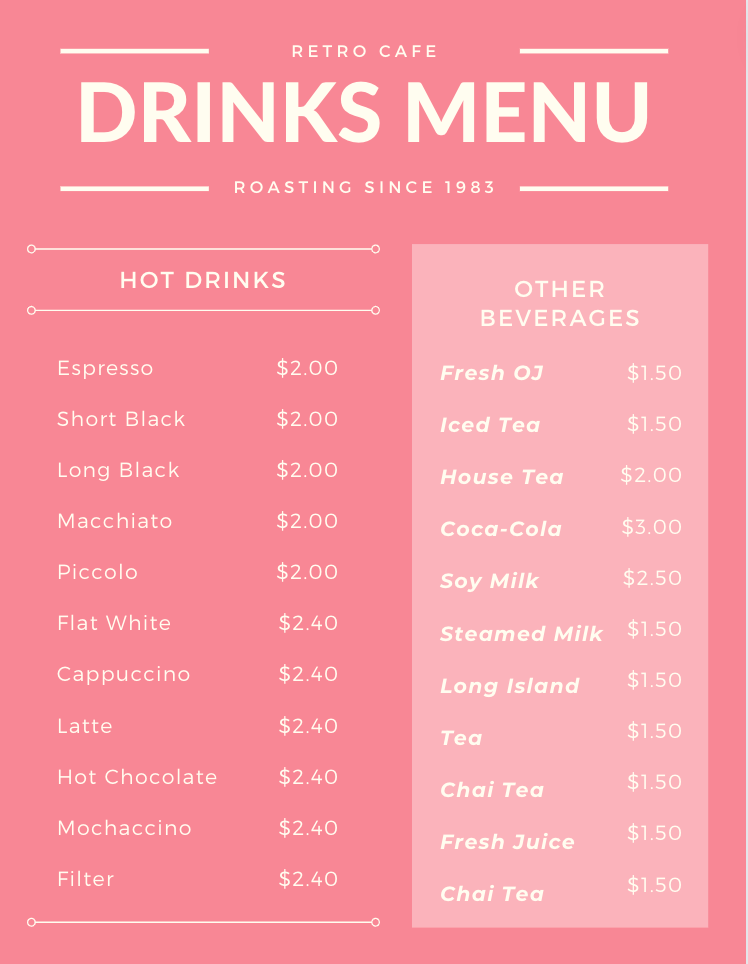 RETRO CAFE
DRINKS MENU
ROASTING SINCE 1983
HOT DRINKS
Espresso $2.00
Short Black $2.00
Long Black $2.00
Macchiato $2.00
Piccolo $2.00
Flat White $2.40
Cappuccino $2.40
Latte $2.40
Hot Chocolate $2.40
Mochaccino $2.40
Filter $2.40
OTHER
BEVERAGES
Fresh OJ $1.50
Iced Tea $1.50
House Tea $2.00
Coca-Cola $3.00
Soy Milk $2.50
Steamed Milk $1.50
Long Island $1.50
Tea $1.50
Chai Tea $1.50
Fresh Juice $1.50
Chai Tea $1.50